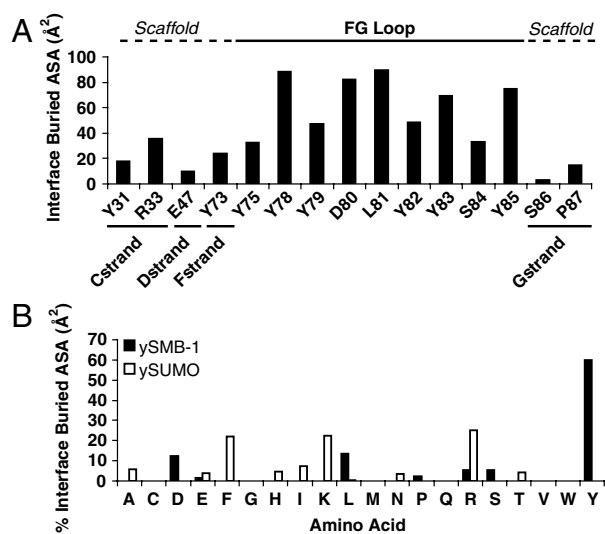 A
Scaffold FG Loop Scaffold
Interface Buried ASA (Å²)
100
80
60
40
20
0
Y31 R33 E47 Y73 Y75 Y78 Y79 D80 L81 Y82 Y83 S84 Y85 S86 P87
Cstrand Dstrand Fstrand Gstrand
B
% Interface Buried ASA (Å²)
70
60
50
40
30
20
10
0
ySMB-1
ySUMO
A C D E F G H I K L M N P Q R S T V W Y
Amino Acid